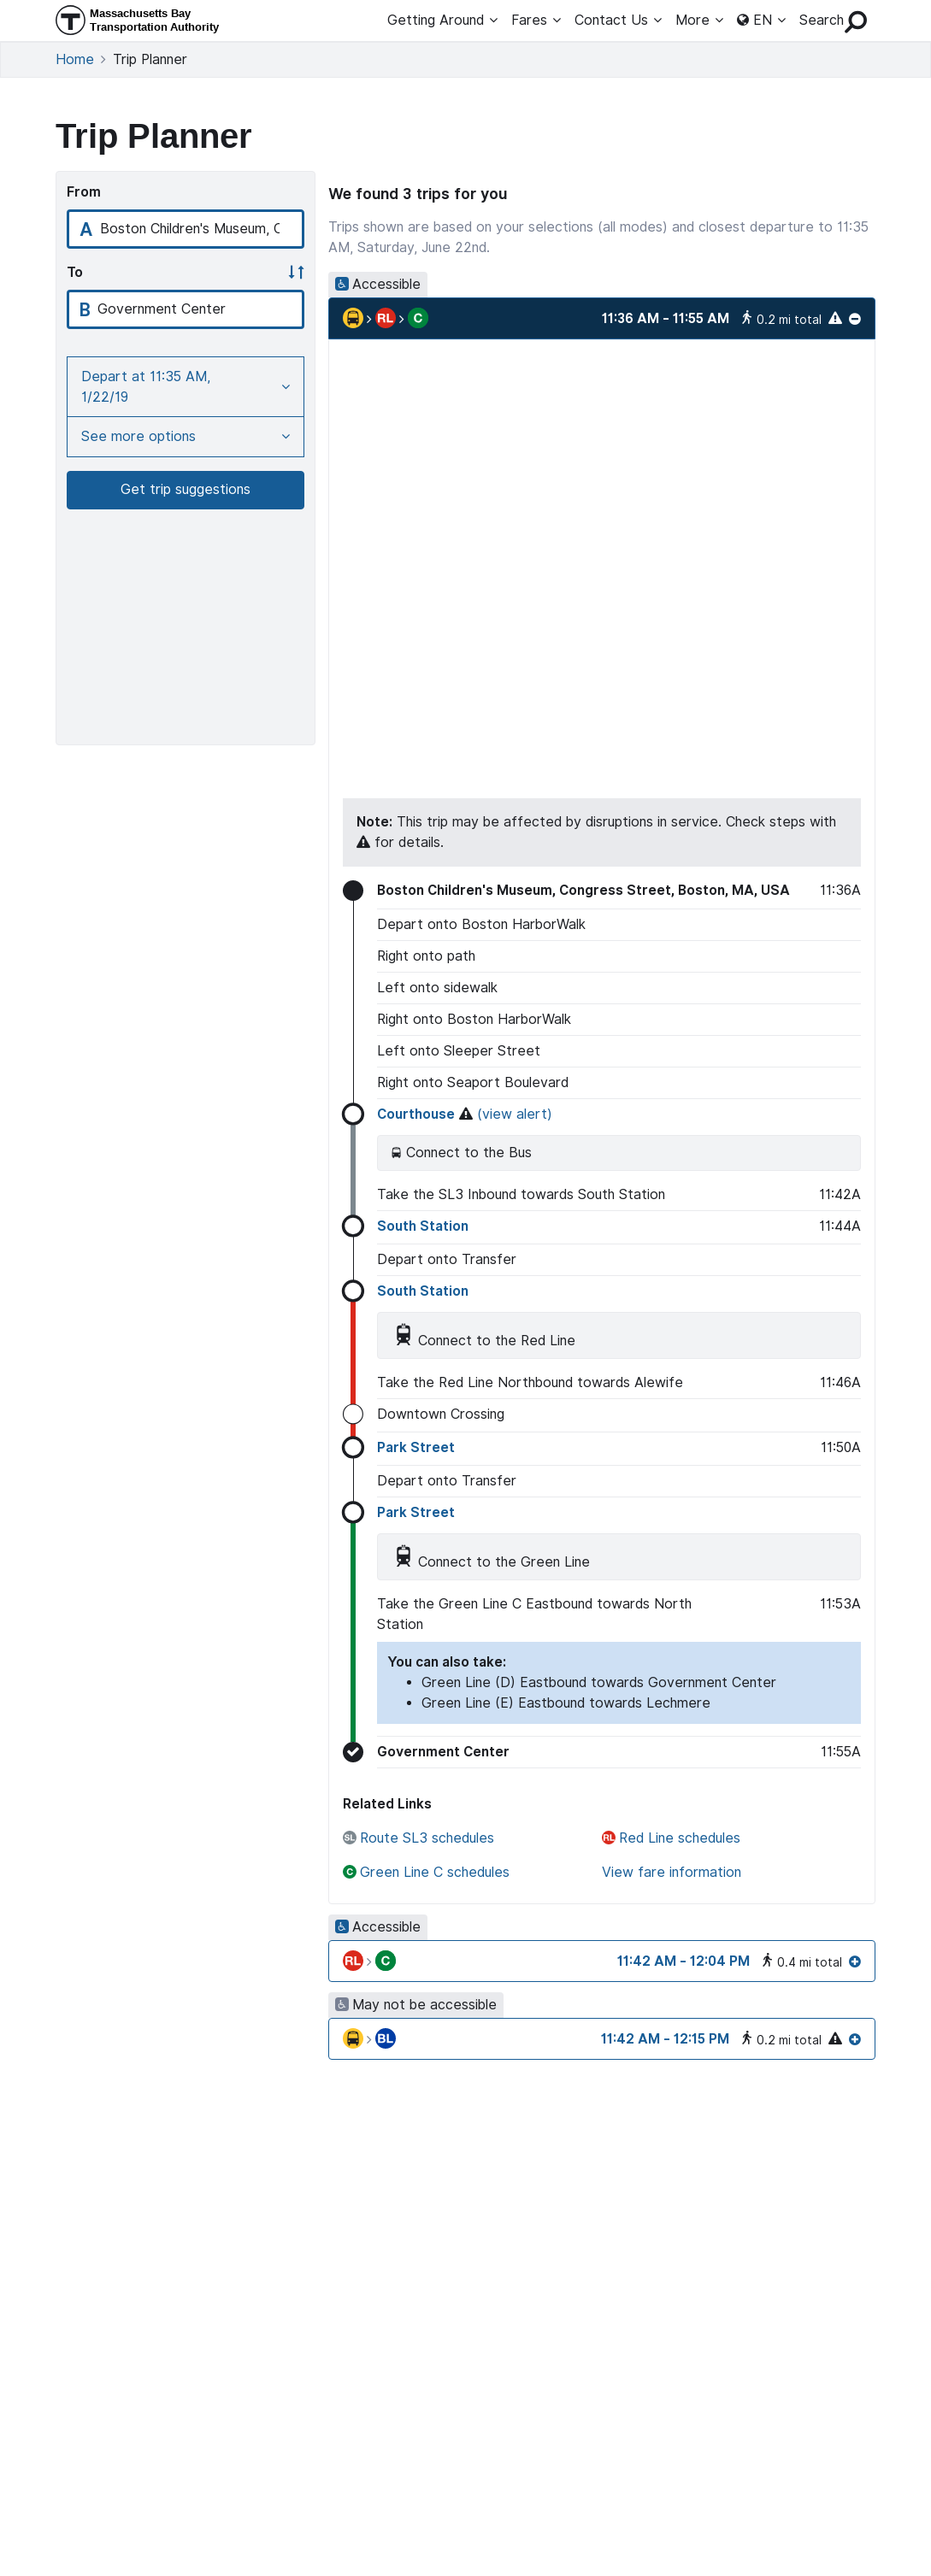 T Massachusetts Bay
Transportation Authority
Getting Around Fares Contact Us More EN Search
Home > Trip Planner
Trip Planner
From
A Boston Children's Museum, C
To
B Government Center
Depart at 11:35 AM,
1/22/19
See more options
Get trip suggestions
We found 3 trips for you
Trips shown are based on your selections (all modes) and closest departure to 11:35
AM, Saturday, June 22nd.
Accessible
> RL > C 11:36 AM - 11:55 AM 0.2 mi total
Note: This trip may be affected by disruptions in service. Check steps with
for details.
Boston Children's Museum, Congress Street, Boston, MA, USA 11:36A
Depart onto Boston HarborWalk
Right onto path
Left onto sidewalk
Right onto Boston HarborWalk
Left onto Sleeper Street
Right onto Seaport Boulevard
Courthouse (view alert)
Connect to the Bus
Take the SL3 Inbound towards South Station 11:42A
South Station 11:44A
Depart onto Transfer
South Station
Connect to the Red Line
Take the Red Line Northbound towards Alewife 11:46A
Downtown Crossing
Park Street 11:50A
Depart onto Transfer
Park Street
Connect to the Green Line
Take the Green Line C Eastbound towards North 11:53A
Station
You can also take:
• Green Line (D) Eastbound towards Government Center
• Green Line (E) Eastbound towards Lechmere
Government Center 11:55A
Related Links
SL Route SL3 schedules RL Red Line schedules
C Green Line C schedules View fare information
Accessible
RL > C 11:42 AM - 12:04 PM 0.4 mi total
May not be accessible
> BL 11:42 AM - 12:15 PM 0.2 mi total